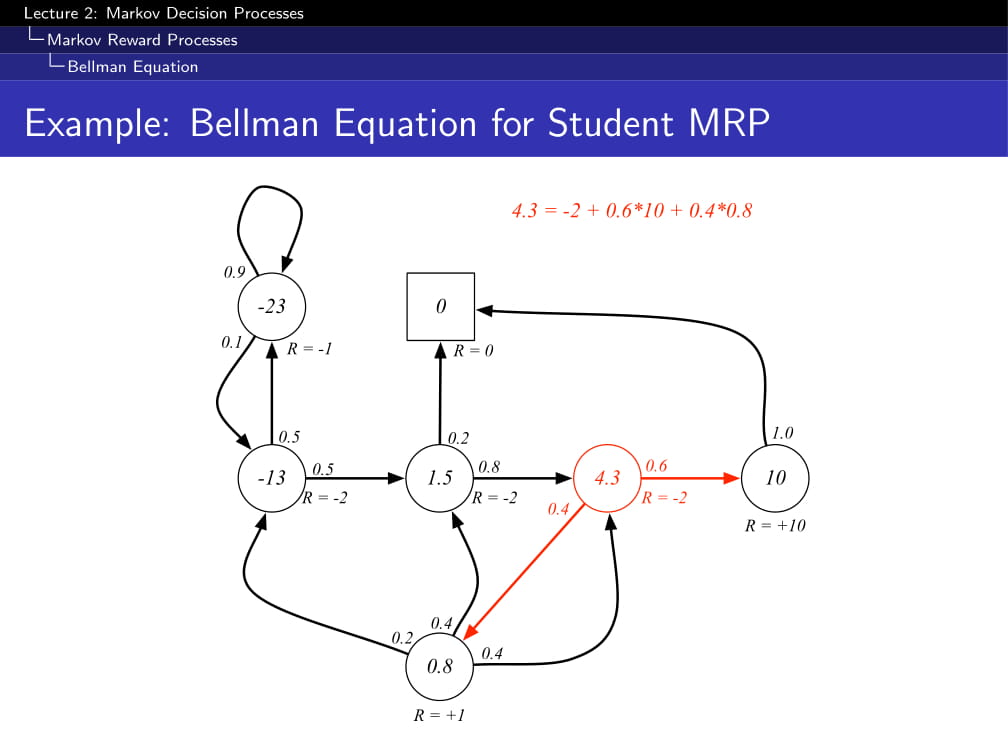 Lecture 2: Markov Decision Processes
Markov Reward Processes
Bellman Equation
Example: Bellman Equation for Student MRP
4.3 = -2 + 0.6*10 + 0.4*0.8
0.9
-23
0
0.1
R = -1
R = 0
0.5
0.2
1.0
-13
0.5
R = -2
1.5
0.8
R = -2
4.3
0.6
R = -2
10
0.4
R = +10
0.4
0.2
0.8
0.4
R = +1